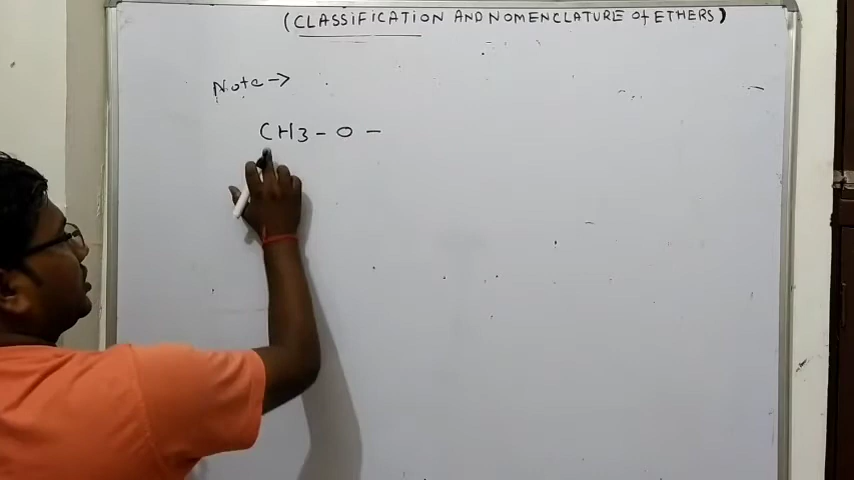 (CLASSIFICATION AND NOMENCLATURE of ETHERS)
Note →
CH3 - O -